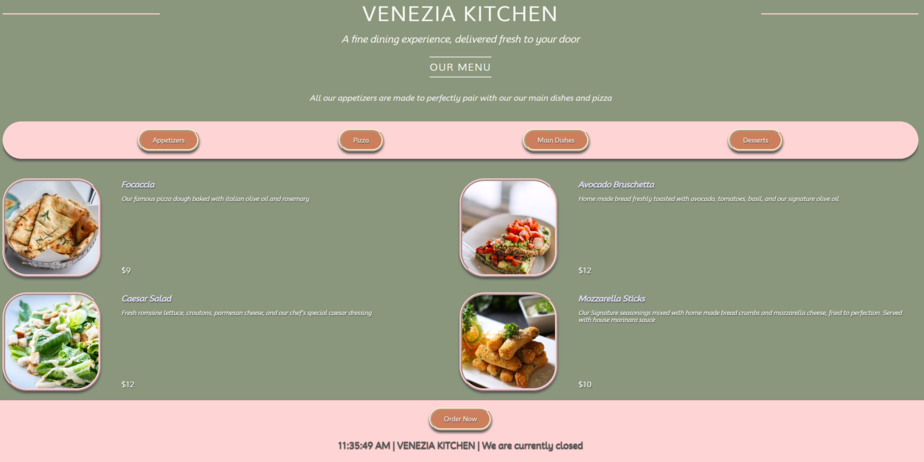 VENEZIA KITCHEN
A fine dining experience, delivered fresh to your door
OUR MENU
All our appetizers are made to perfectly pair with our our main dishes and pizza
Appetizers
Pizza
Main Dishes
Desserts
Focaccia
Our famous pizza dough baked with italian olive oil and rosemary
$9
Avocado Bruschetta
Home made bread freshly toasted with avocado, tomatoes, basil, and our signature olive oil.
$12
Caesar Salad
Fresh romaine lettuce, croutons, parmesan cheese, and our chef's special caesar dressing
$12
Mozzarella Sticks
Our Signature seasonings mixed with home made bread crumbs and mozzarella cheese, fried to perfection. Served
with house marinara sauce.
$10
Order Now
11:35:49 AM | VENEZIA KITCHEN | We are currently closed